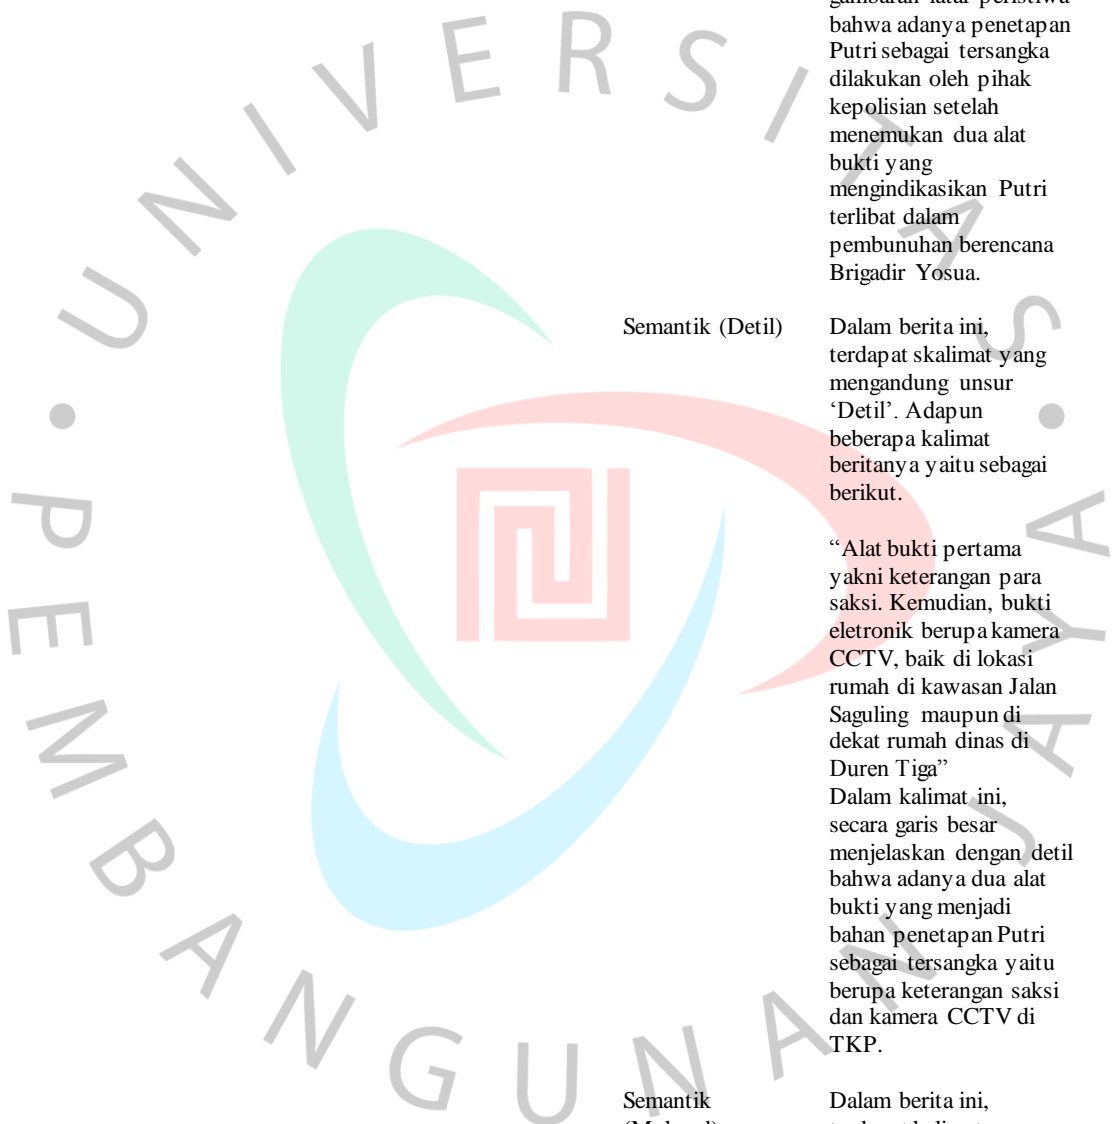 gambaran latar peristiwa
bahwa adanya penetapan
Putri sebagai tersangka
dilakukan oleh pihak
kepolisian setelah
menemukan dua alat
bukti yang
mengindikasikan Putri
terlibat dalam
pembunuhan berencana
Brigadir Yosua.
Semantik (Detil)
Dalam berita ini,
terdapat skalimat yang
mengandung unsur
‘Detil’. Adapun
beberapa kalimat
beritanya yaitu sebagai
berikut.
“Alat bukti pertama
yakni keterangan para
saksi. Kemudian, bukti
eletronik berupa kamera
CCTV, baik di lokasi
rumah di kawasan Jalan
Saguling maupun di
dekat rumah dinas di
Duren Tiga”
Dalam kalimat ini,
secara garis besar
menjelaskan dengan detil
bahwa adanya dua alat
bukti yang menjadi
bahan penetapan Putri
sebagai tersangka yaitu
berupa keterangan saksi
dan kamera CCTV di
TKP.
Semantik
Dalam berita ini,
UNIVERSITAS • PEMBANGUNAN JAYA •